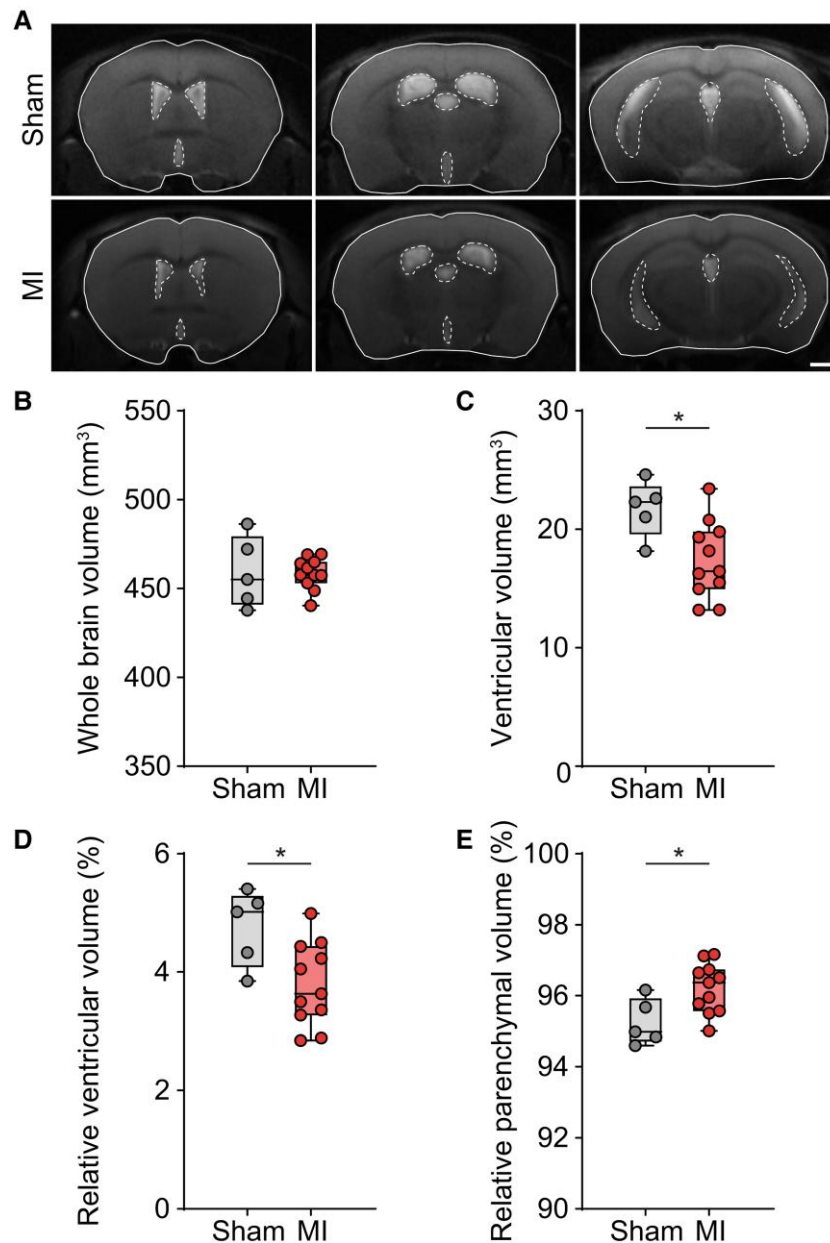 A
Sham
MI
B
Whole brain volume (mm³)
550
500
450
400
350
Sham MI
C
Ventricular volume (mm³)
30
20
10
0
*
Sham MI
D
Relative ventricular volume (%)
6
4
2
0
*
Sham MI
E
Relative parenchymal volume (%)
100
98
96
94
92
90
*
Sham MI